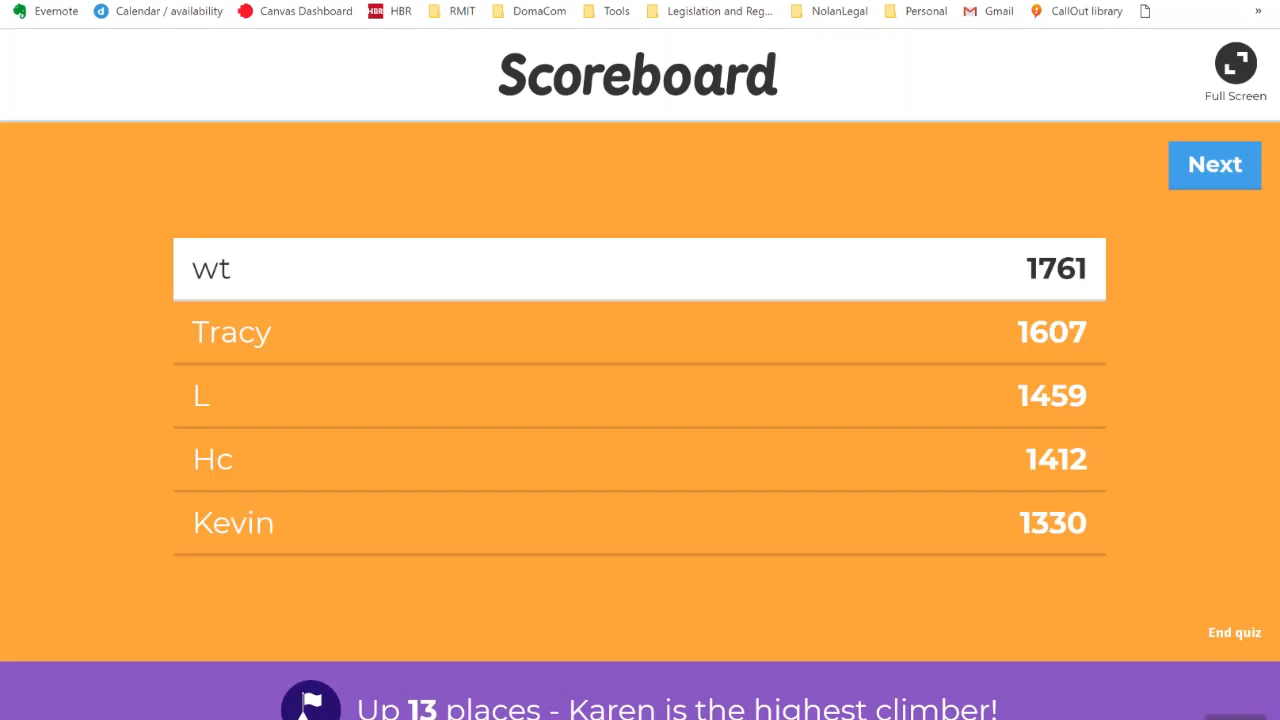 Evernote Calendar / availability Canvas Dashboard HBR HBR RMIT DomaCom Tools Legislation and Reg... NolanLegal Personal Gmail CallOut library »
Scoreboard
Full Screen
Next
wt 1761
Tracy 1607
L 1459
Hc 1412
Kevin 1330
End quiz
Up 13 places - Karen is the highest climber!